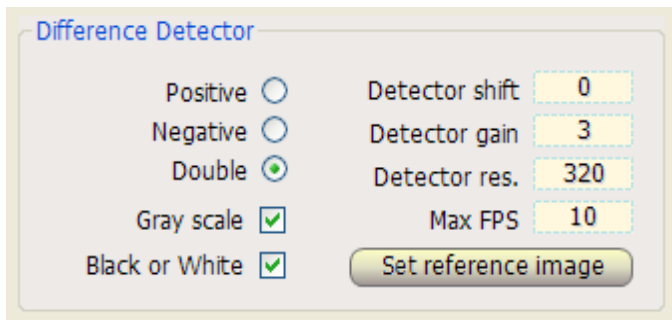 Difference Detector
Positive
Negative
Double
Gray scale
Black or White
Detector shift 0
Detector gain 3
Detector res. 320
Max FPS 10
Set reference image